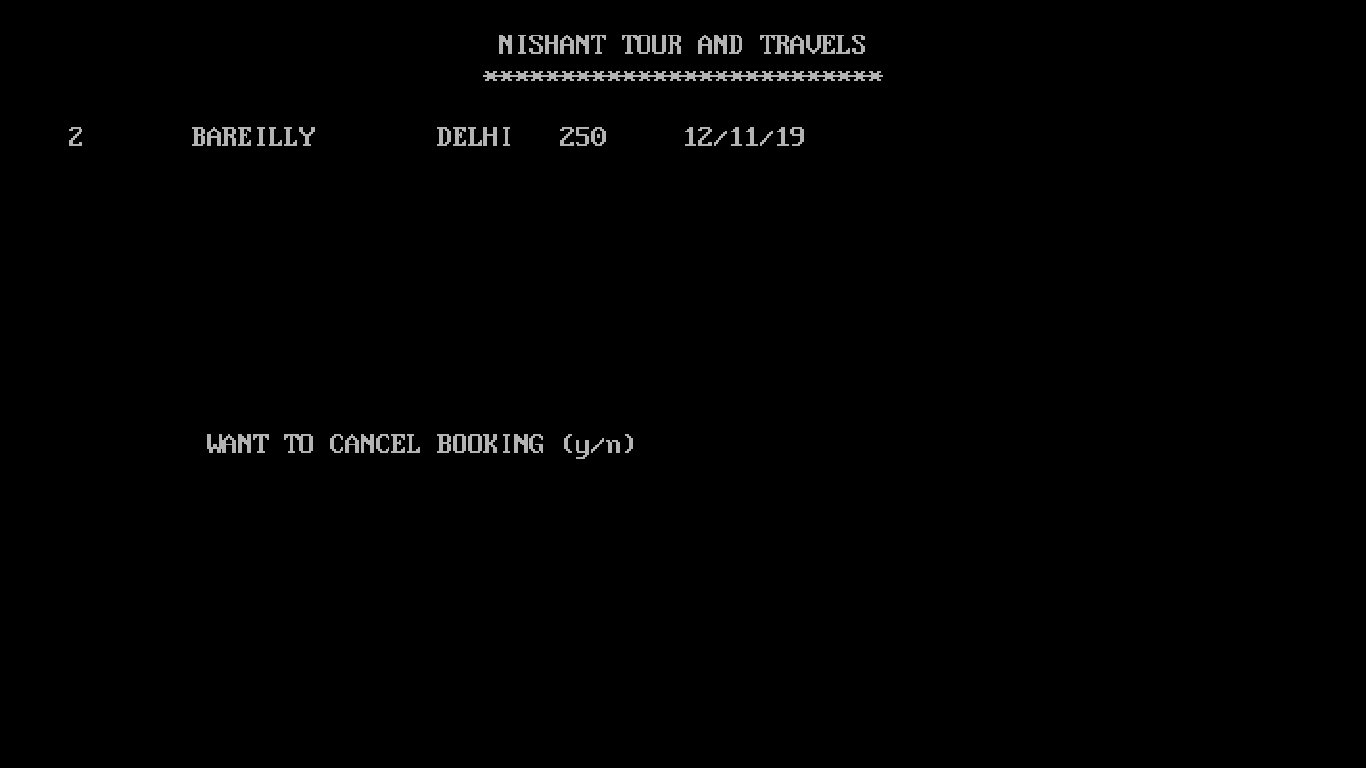 NISHANT TOUR AND TRAVELS
**************************
2 BAREILLY DELHI 250 12/11/19
WANT TO CANCEL BOOKING (y/n)